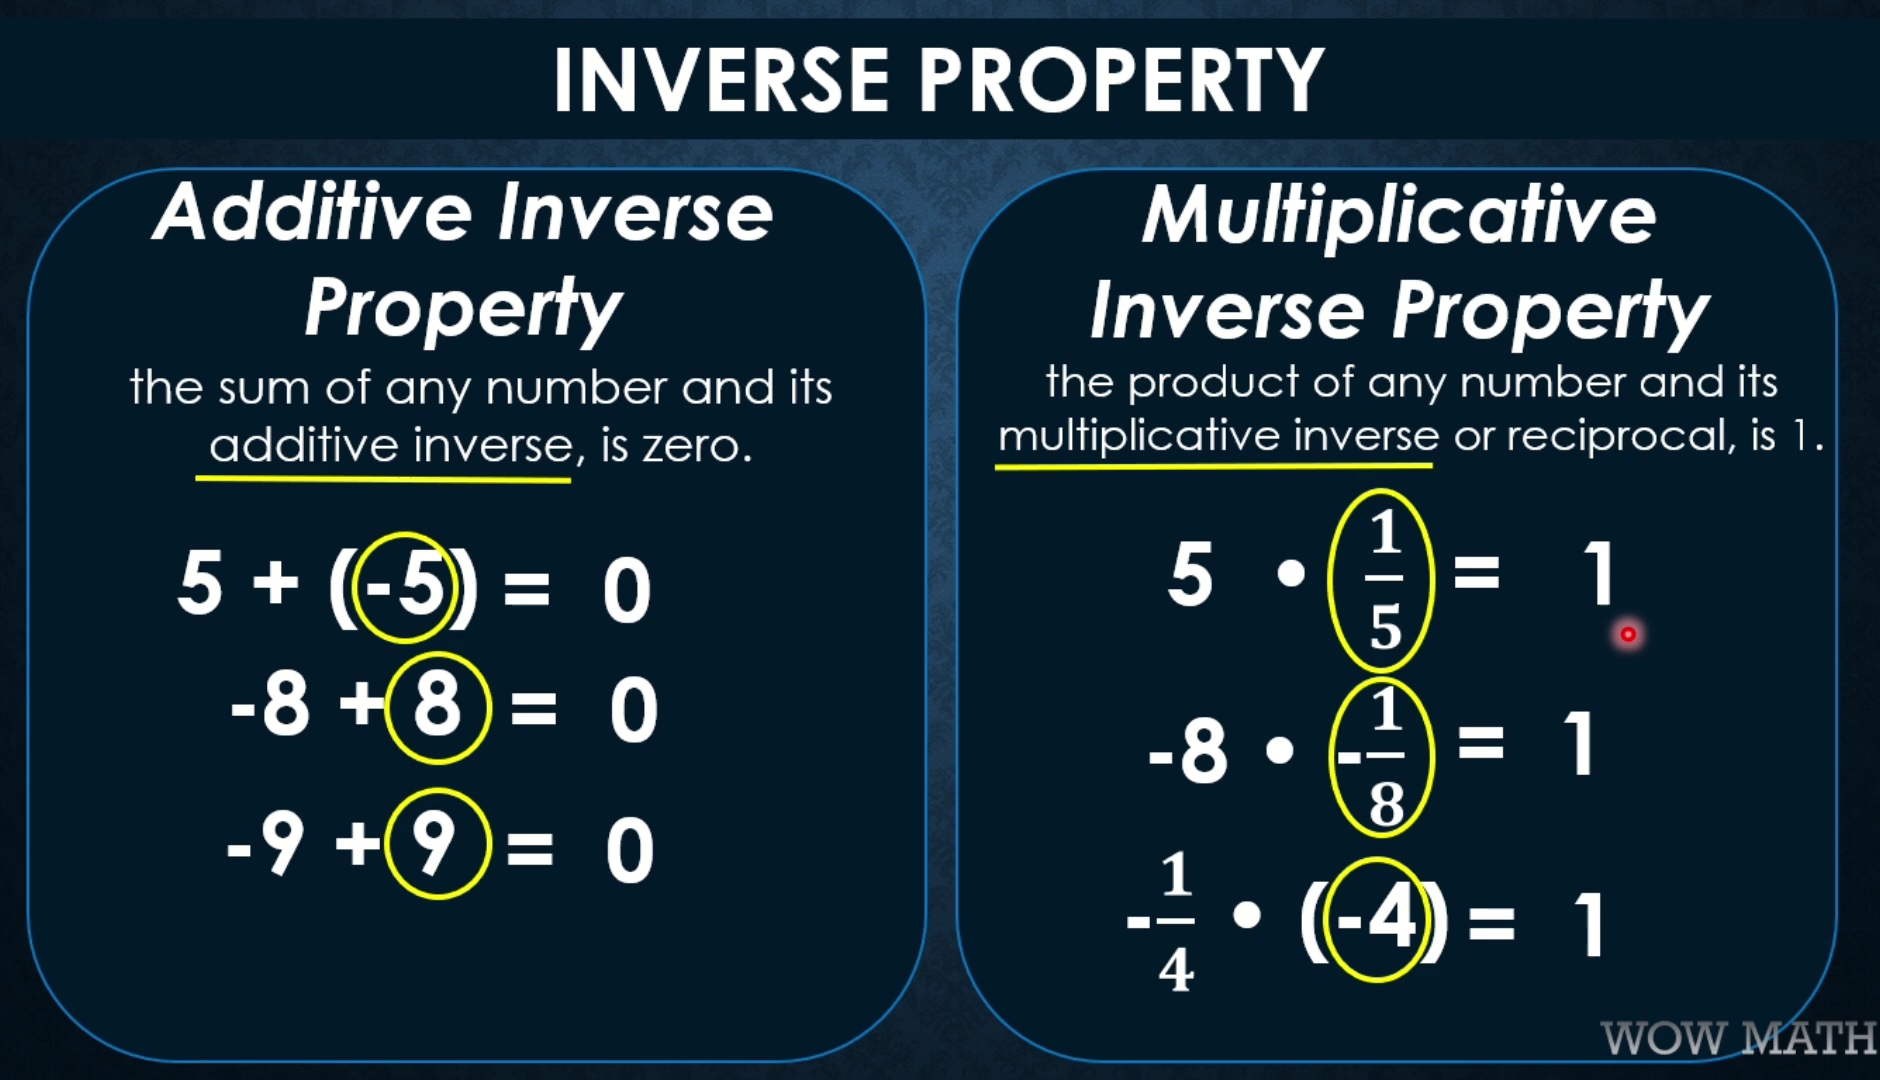 INVERSE PROPERTY
Additive Inverse
Property
the sum of any number and its
additive inverse, is zero.
5 + (-5) = 0
-8 + 8 = 0
-9 + 9 = 0
Multiplicative
Inverse Property
the product of any number and its
multiplicative inverse or reciprocal, is 1.
5 • 1/5 = 1
-8 • -1/8 = 1
-1/4 • (-4) = 1
WOW MATH